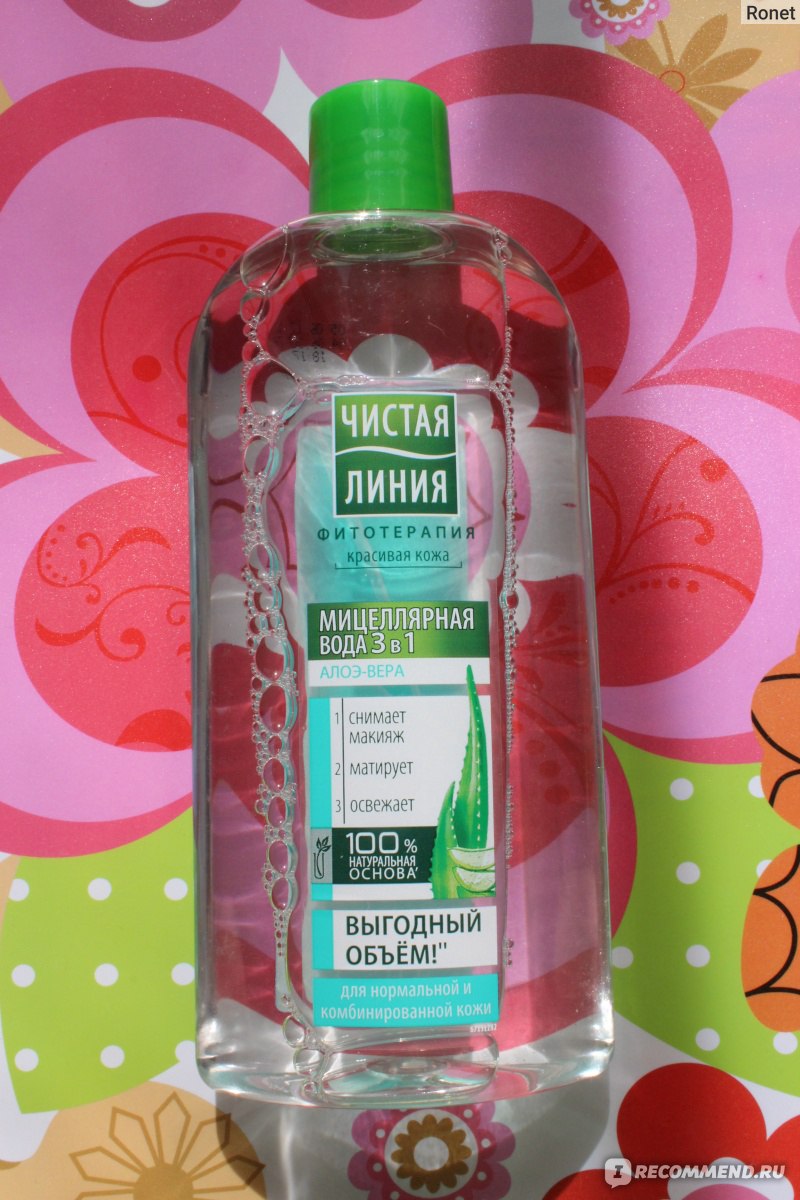 Ronet
ЧИСТАЯ
ЛИНИЯ
ФИТОТЕРАПИЯ
красивая кожа
МИЦЕЛЛЯРНАЯ
ВОДА 3 в 1
АЛОЭ-ВЕРА
1 снимает
макияж
2 матирует
3 освежает
100%
НАТУРАЛЬНАЯ
ОСНОВА*
ВЫГОДНЫЙ
ОБЪЁМ!**
для нормальной и
комбинированной кожи
IRECOMMEND.RU